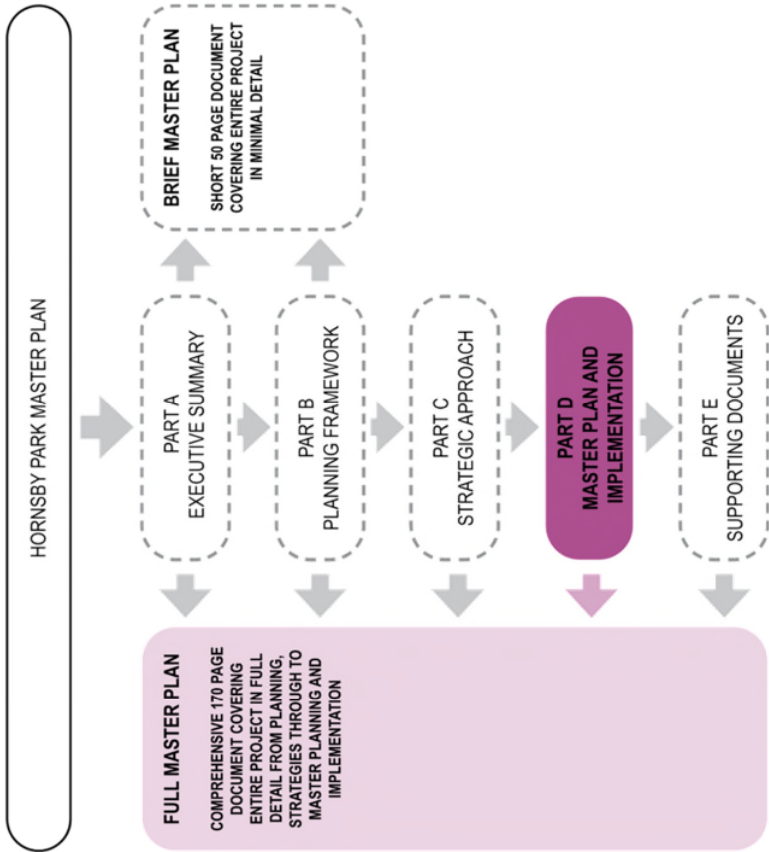 HORNSBY PARK MASTER PLAN
FULL MASTER PLAN
COMPREHENSIVE 170 PAGE
DOCUMENT COVERING
ENTIRE PROJECT IN FULL
DETAIL FROM PLANNING,
STRATEGIES THROUGH TO
MASTER PLANNING AND
IMPLEMENTATION
PART A
EXECUTIVE SUMMARY
PART B
PLANNING FRAMEWORK
PART C
STRATEGIC APPROACH
PART D
MASTER PLAN AND
IMPLEMENTATION
PART E
SUPPORTING DOCUMENTS
BRIEF MASTER PLAN
SHORT 50 PAGE DOCUMENT
COVERING ENTIRE PROJECT
IN MINIMAL DETAIL